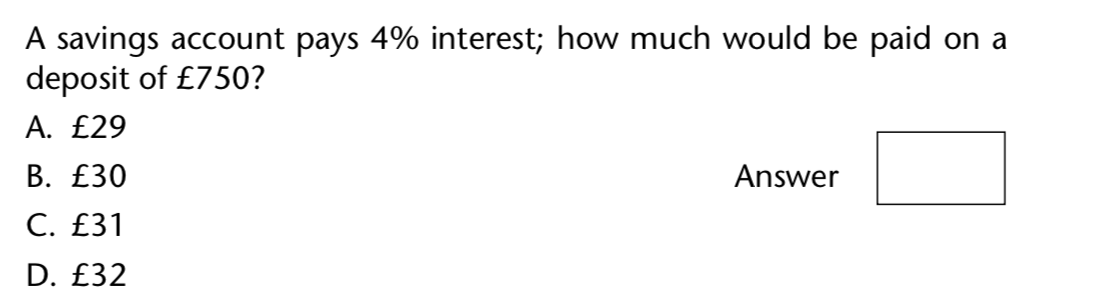 A savings account pays 4% interest; how much would be paid on a
deposit of £750?
A. £29
B. £30
Answer
C. £31
D. £32